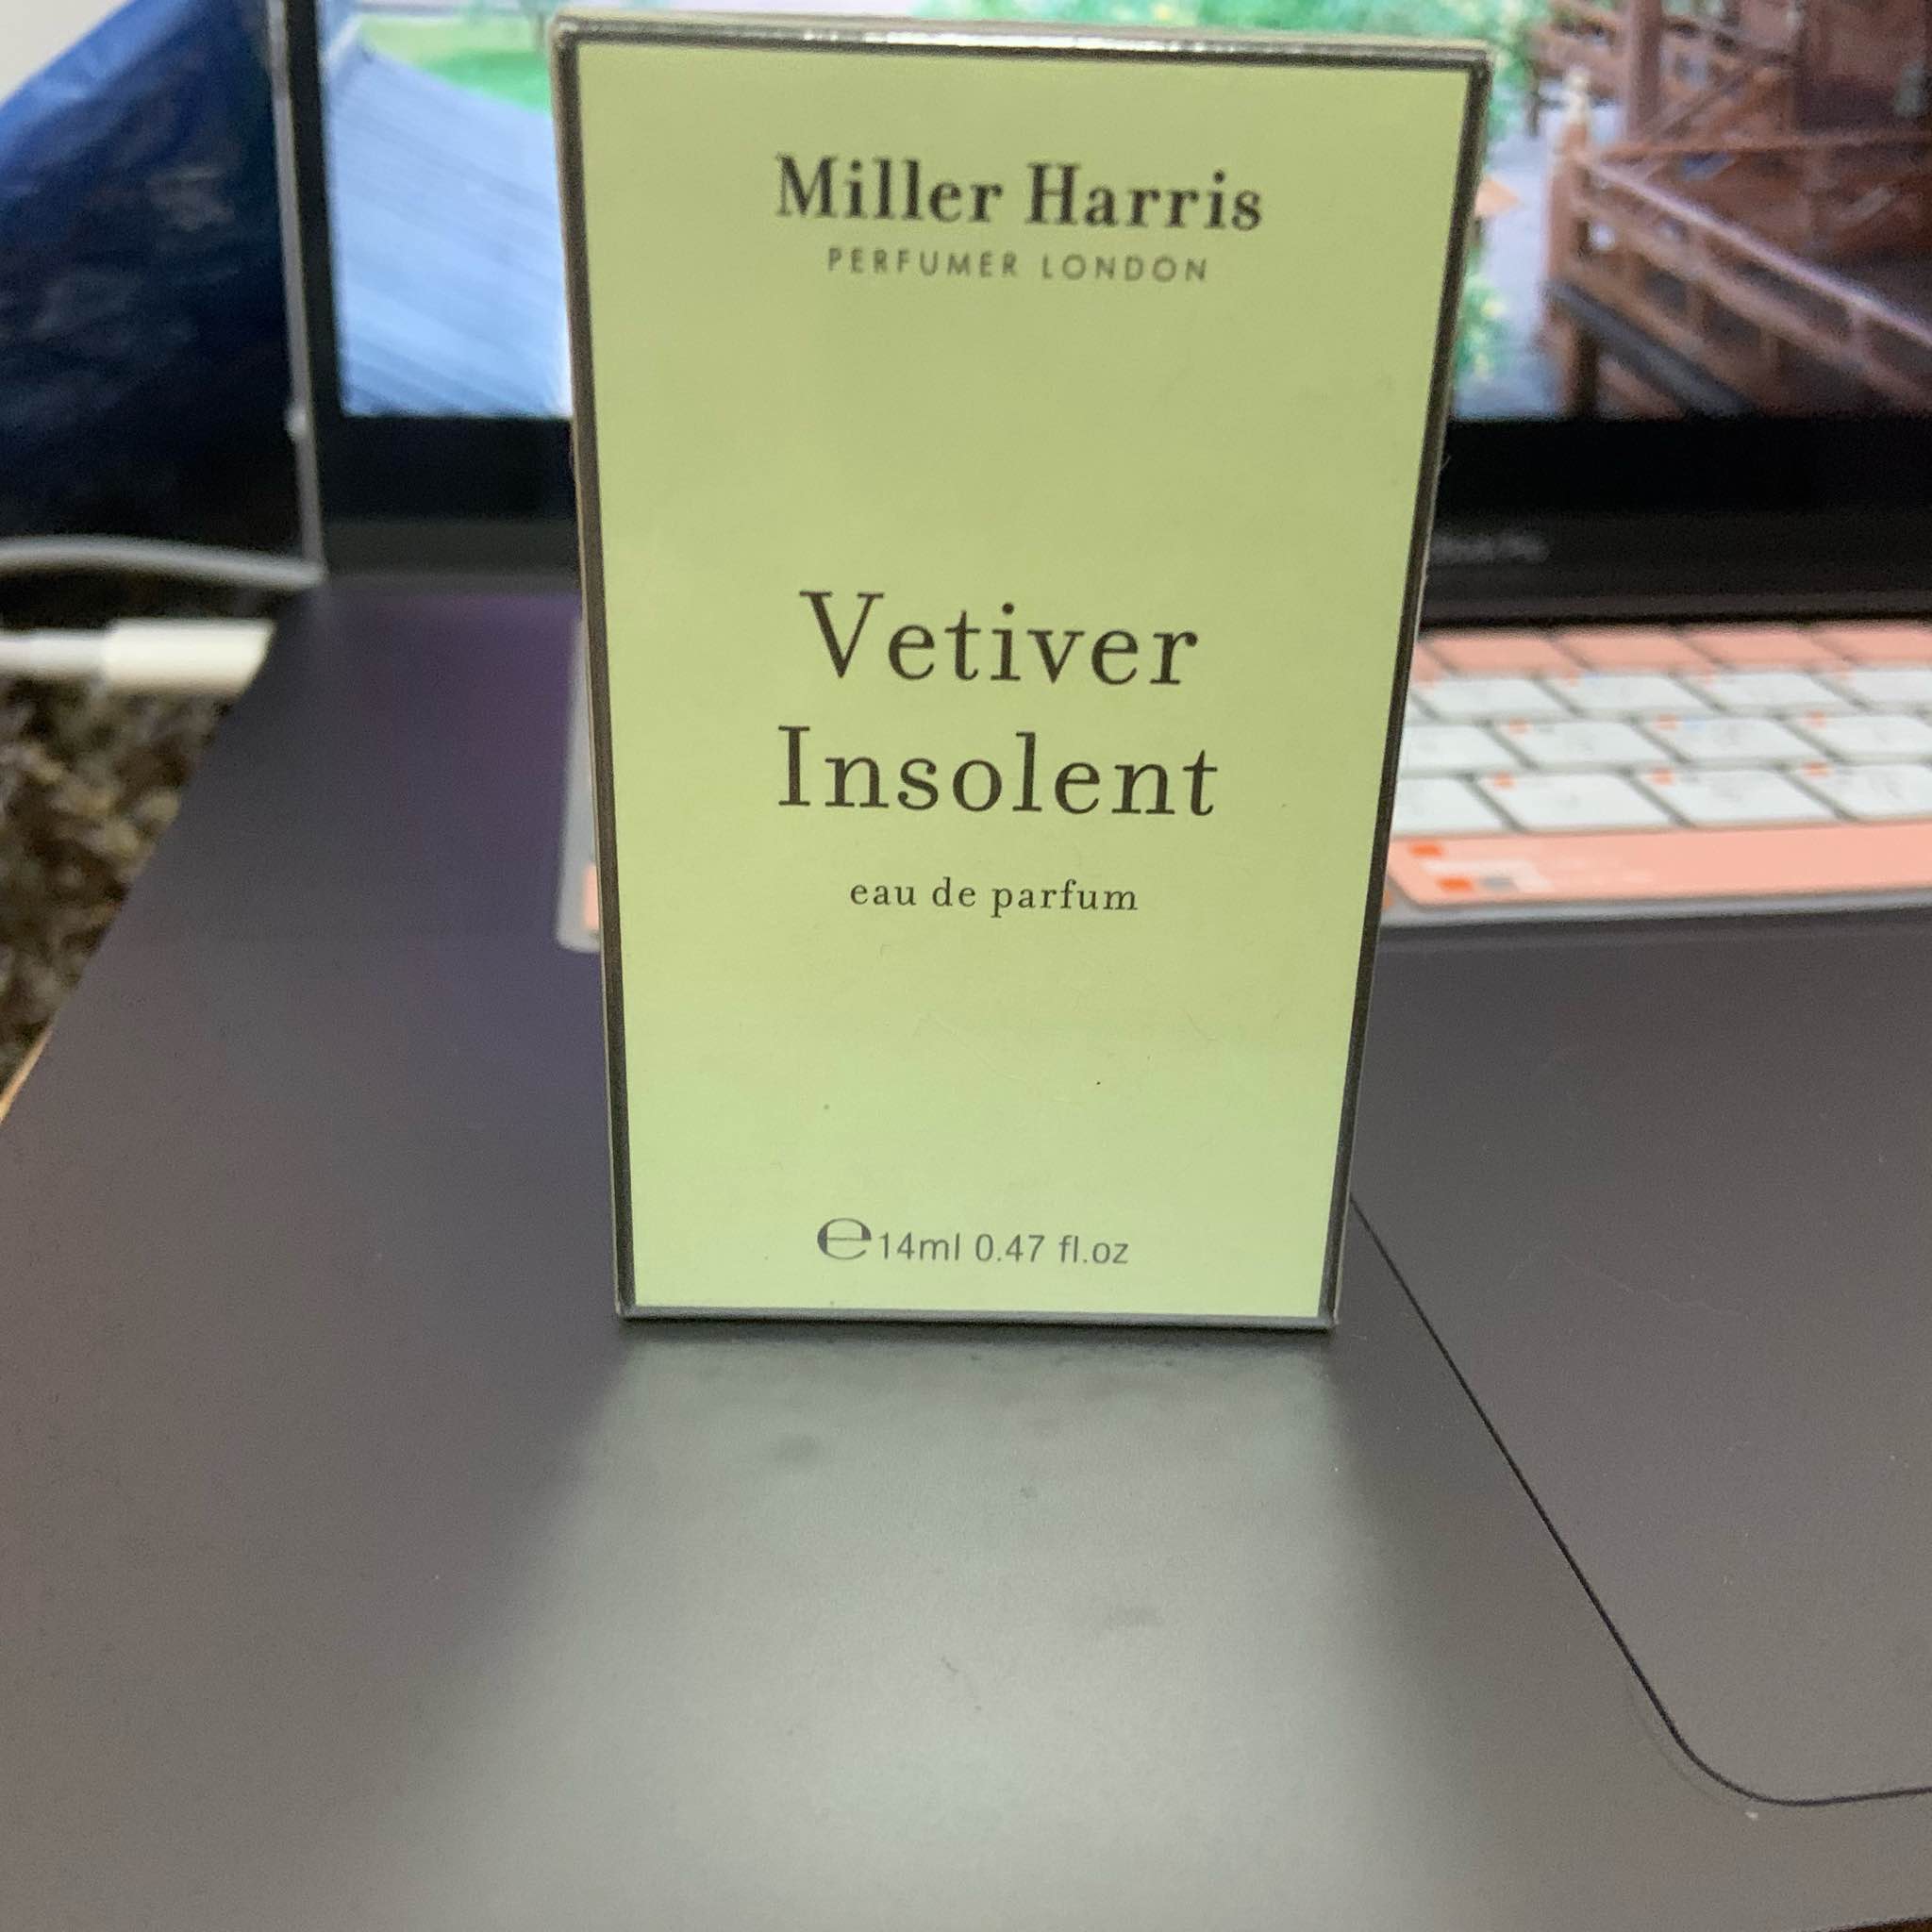 Miller Harris
PERFUMER LONDON
Vetiver
Insolent
eau de parfum
℮14ml 0.47 fl.oz